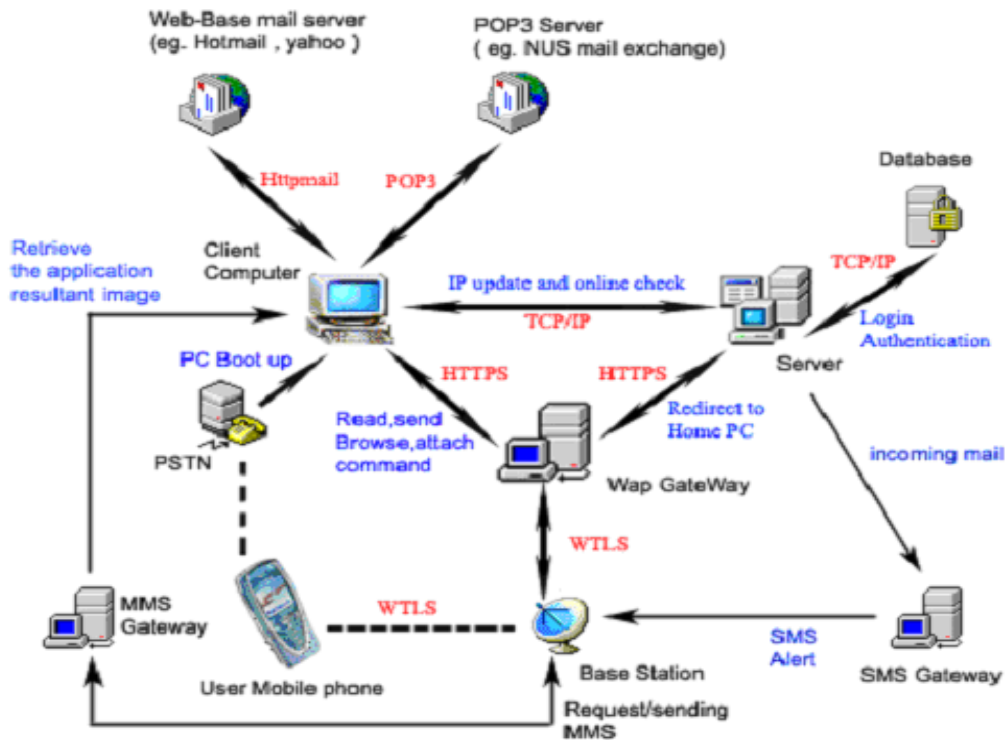 Web-Base mail server
(eg. Hotmail , yahoo )
POP3 Server
( eg. NUS mail exchange)
Httpmail
POP3
Database
Retrieve
the application
resultant image
Client
Computer
IP update and online check
TCP/IP
TCP/IP
Login
Authentication
Server
PC Boot up
HTTPS
HTTPS
Read,send
Browse,attach
command
Redirect to
Home PC
PSTN
Wap GateWay
incoming mail
WTLS
MMS
Gateway
WTLS
SMS
Alert
User Mobile phone
Base Station
SMS Gateway
Request/sending
MMS